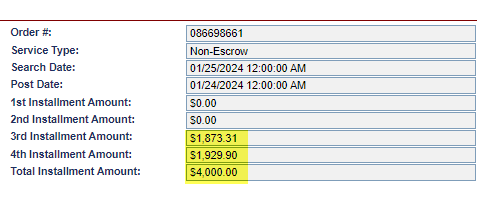 Order #: 086698661
Service Type: Non-Escrow
Search Date: 01/25/2024 12:00:00 AM
Post Date: 01/24/2024 12:00:00 AM
1st Installment Amount: $0.00
2nd Installment Amount: $0.00
3rd Installment Amount: $1,873.31
4th Installment Amount: $1,929.90
Total Installment Amount: $4,000.00